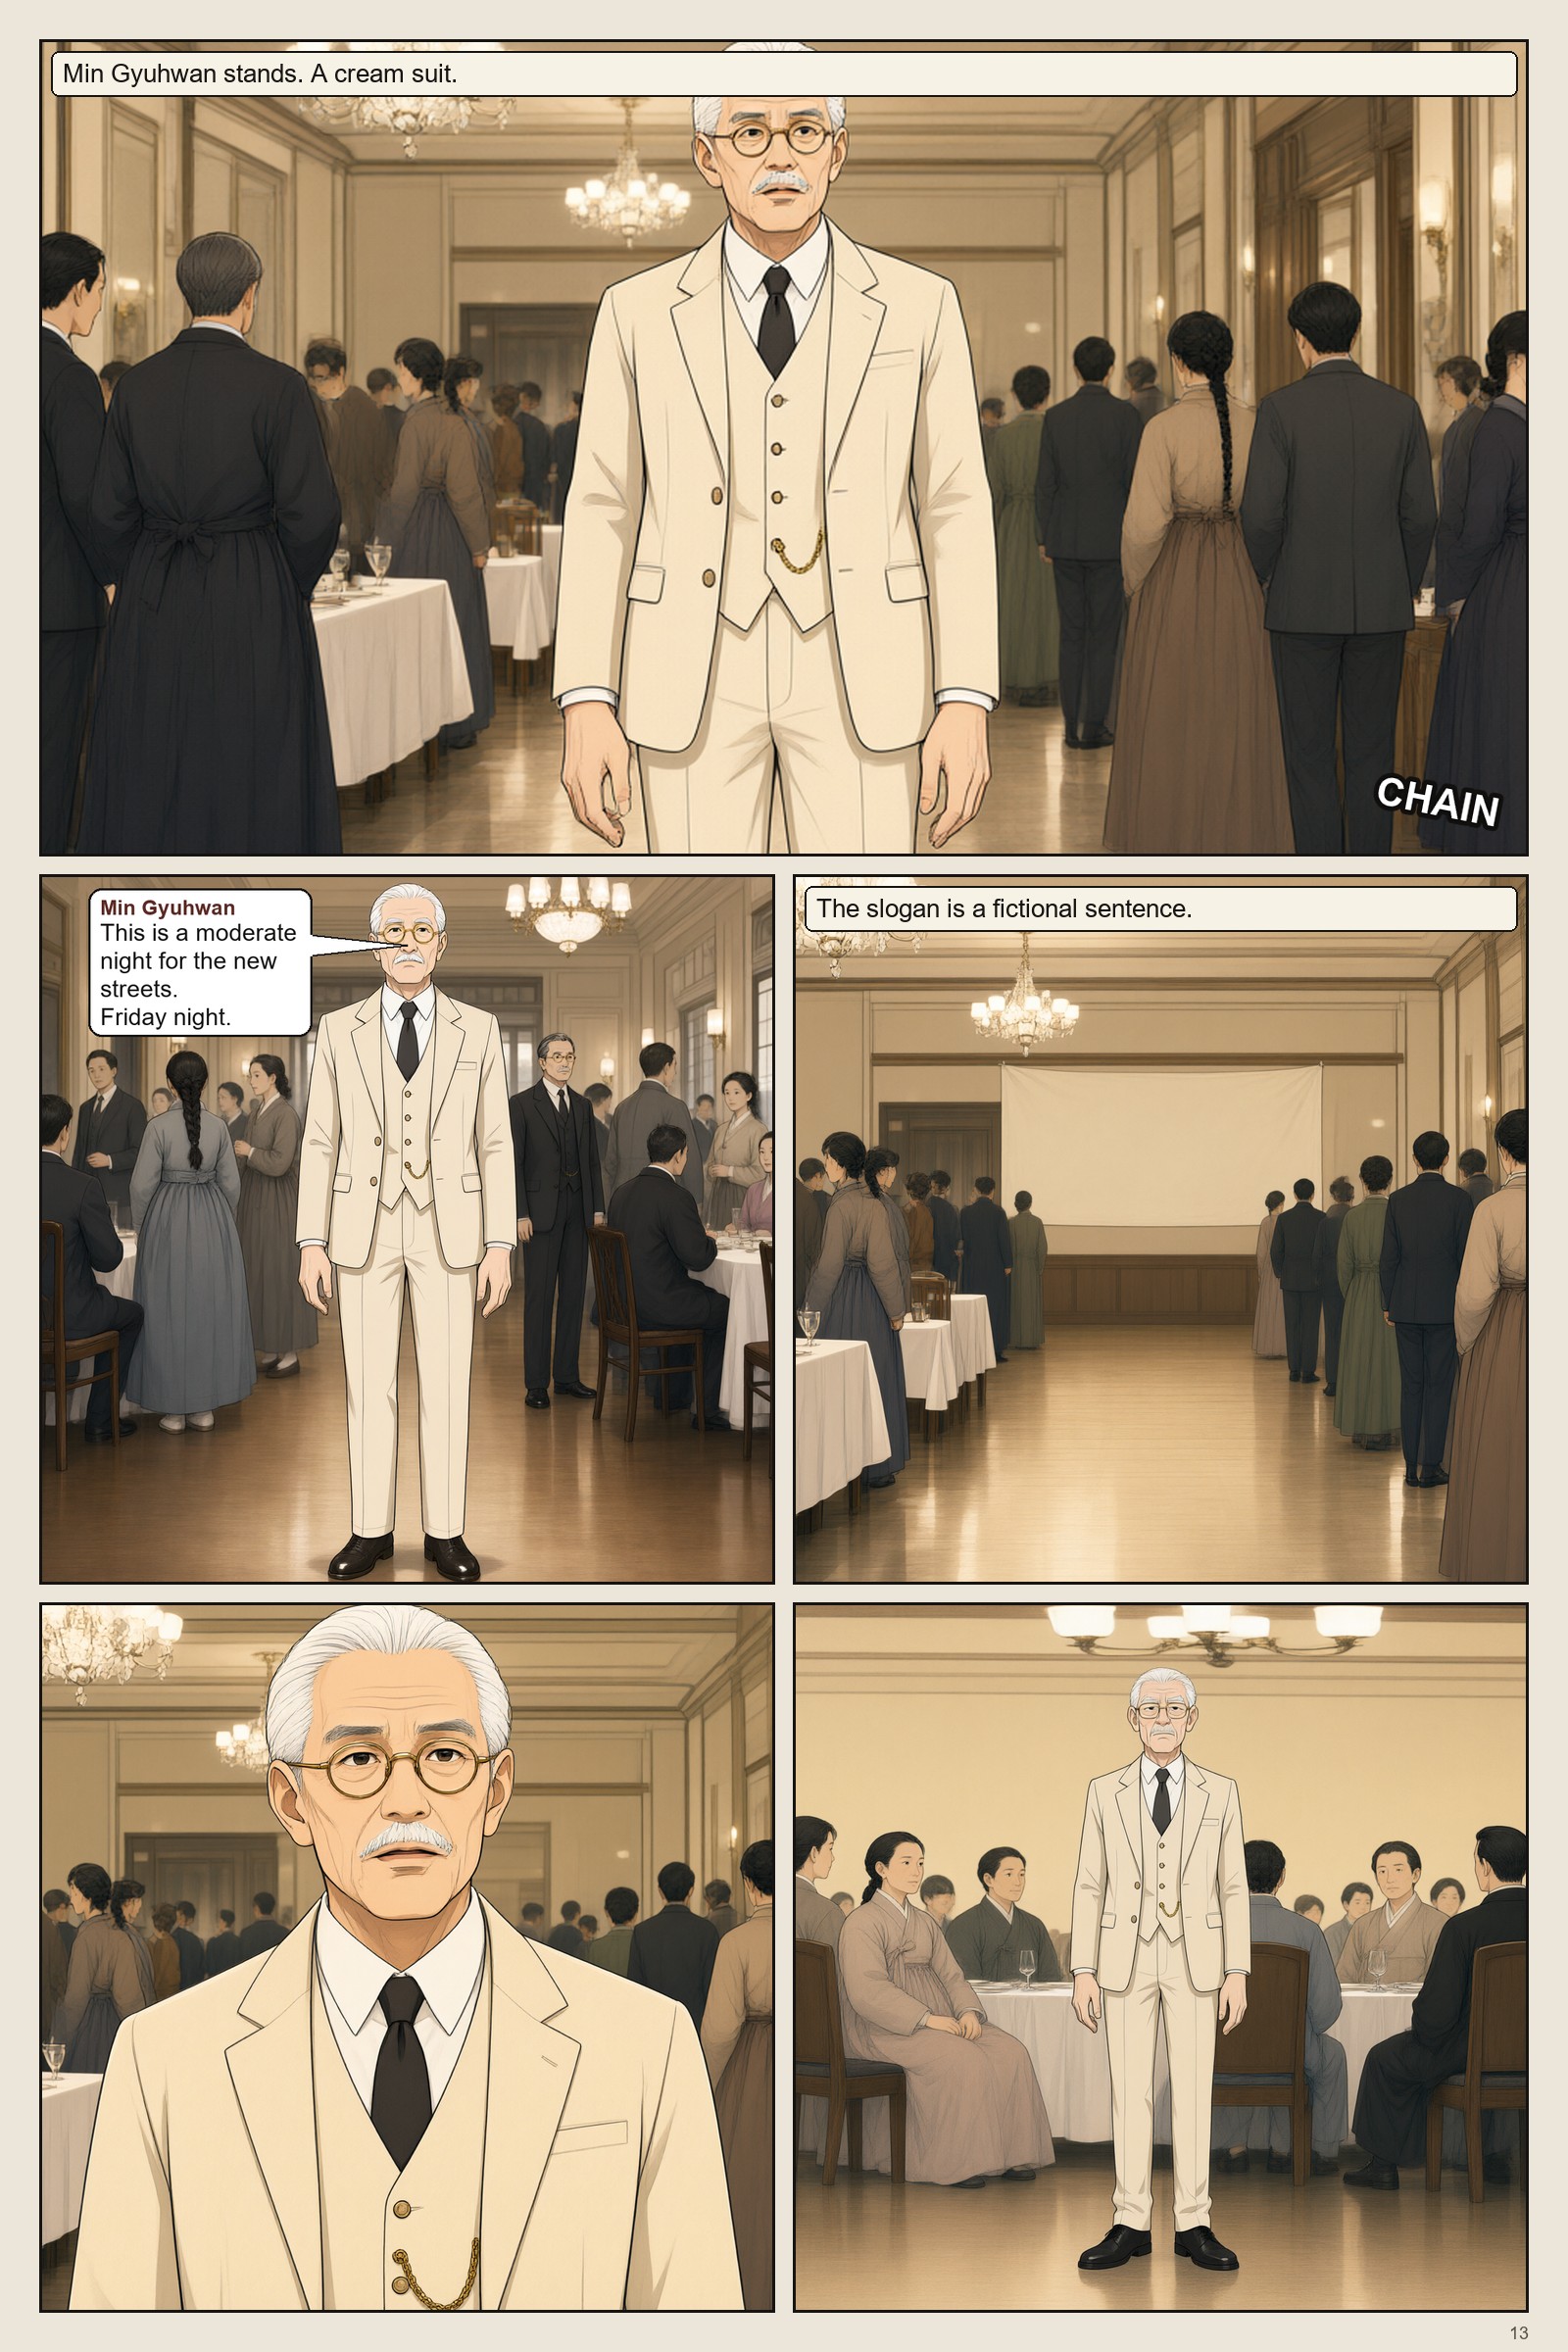 Min Gyuhwan stands. A cream suit.
CHAIN
Min Gyuhwan
This is a moderate
night for the new
streets.
Friday night.
The slogan is a fictional sentence.
13